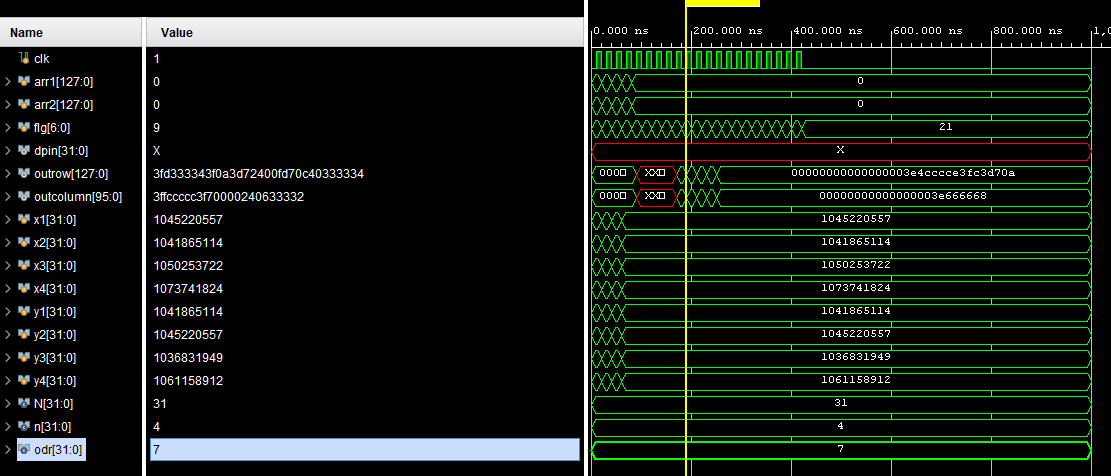 Name Value 0.000 ns 200.000 ns 400.000 ns 600.000 ns 800.000 ns 1,0
clk 1
arr1[127:0] 0 0
arr2[127:0] 0 0
flg[6:0] 9 21
dpin[31:0] X X
outrow[127:0] 3fd333343f0a3d72400fd70c40333334 000 XX 00000000000000003e4cccce3fc3d70a
outcolumn[95:0] 3ffccccc3f70000240633332 000 XX 00000000000000003e666668
x1[31:0] 1045220557 1045220557
x2[31:0] 1041865114 1041865114
x3[31:0] 1050253722 1050253722
x4[31:0] 1073741824 1073741824
y1[31:0] 1041865114 1041865114
y2[31:0] 1045220557 1045220557
y3[31:0] 1036831949 1036831949
y4[31:0] 1061158912 1061158912
N[31:0] 31 31
n[31:0] 4 4
odr[31:0] 7 7